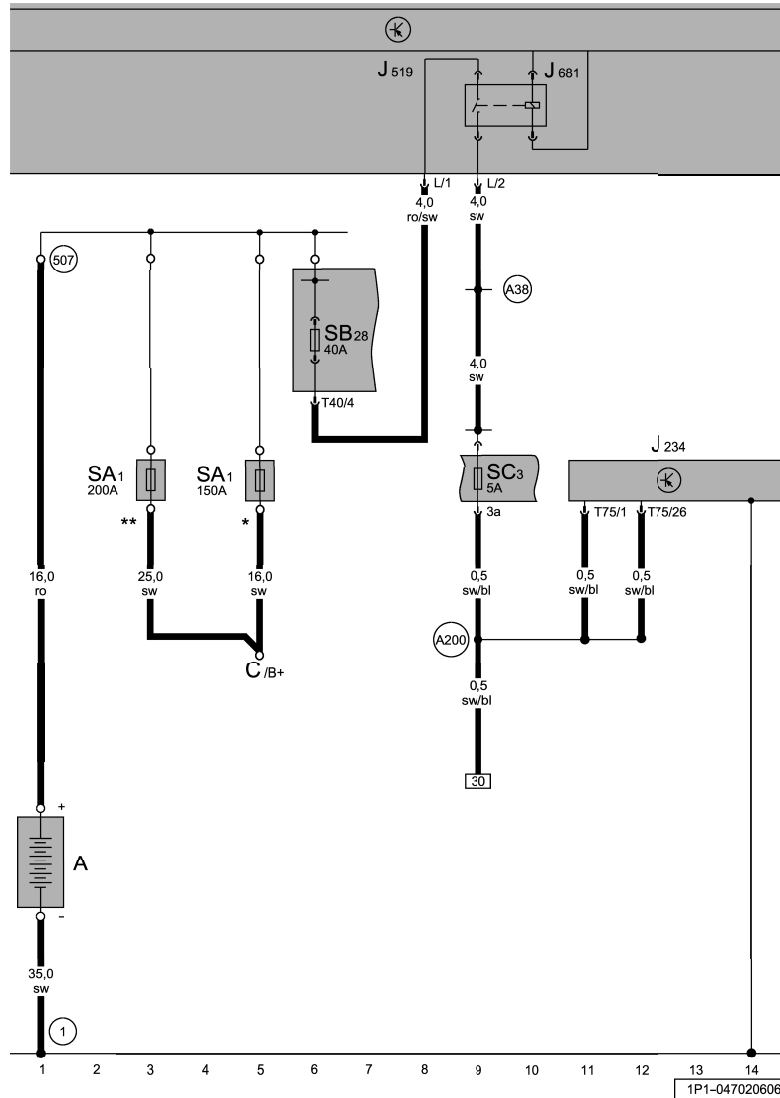 J 519
J 681
L/1
L/2
4,0
ro/sw
4,0
sw
507
A38
SB28
40A
4.0
sw
T40/4
J 234
SA1
200A
SA1
150A
SC3
5A
**
*
3a
T75/1
T75/26
16,0
ro
25,0
sw
16,0
sw
0,5
sw/bl
0,5
sw/bl
0,5
sw/bl
A200
C /B+
0,5
sw/bl
30
+
A
–
35,0
sw
1
1 2 3 4 5 6 7 8 9 10 11 12 13 14
1P1-047020606